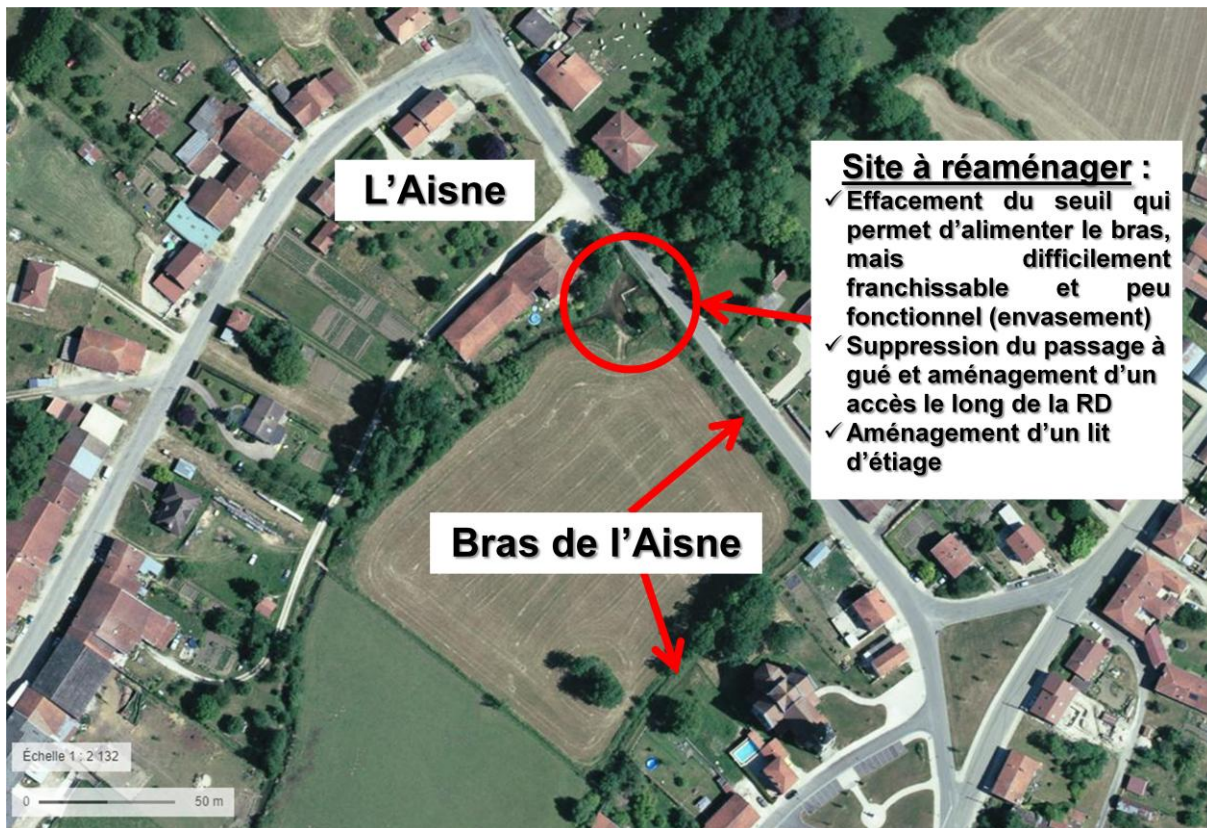 L'Aisne
Site à réaménager :
✓ Effacement du seuil qui
permet d'alimenter le bras,
mais difficilement
franchissable et peu
fonctionnel (envasement)
✓ Suppression du passage à
gué et aménagement d'un
accès le long de la RD
✓ Aménagement d'un lit
d'étiage
Bras de l'Aisne
Échelle 1 : 2 132
0 50 m